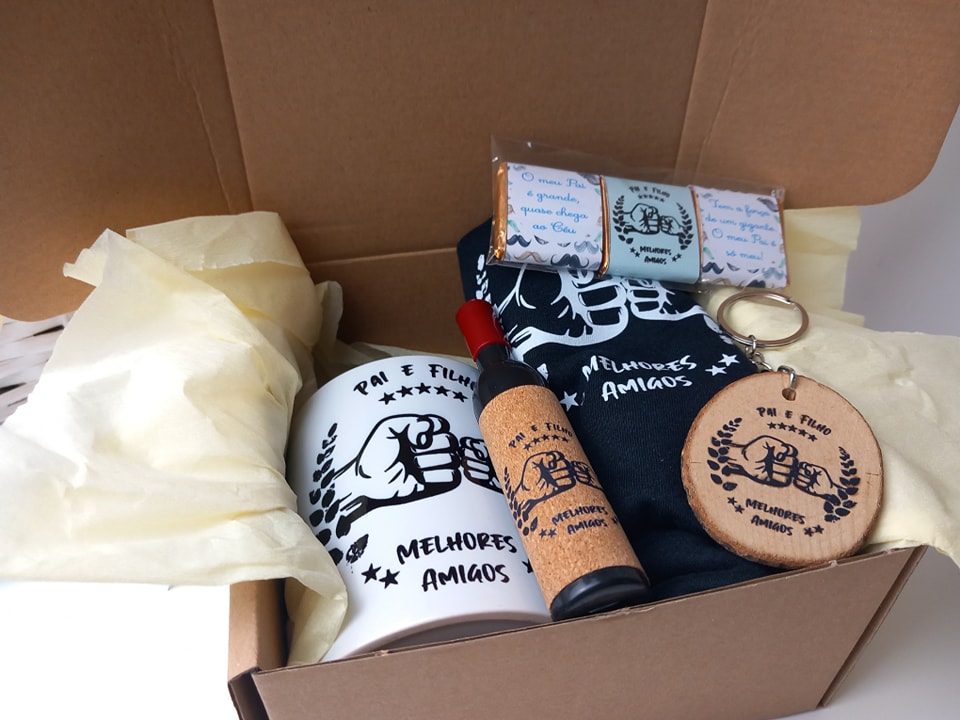 O meu Pai
é grande,
quase chega
ao Céu
PAI E FILHO
MELHORES
AMIGOS
Tem a força
de um gigante.
O meu Pai é
só meu!
MELHORES
AMIGOS
PAI E FILHO
MELHORES
AMIGOS
PAI E FILHO
MELHORES
AMIGOS
PAI E FILHO
MELHORES
AMIGOS